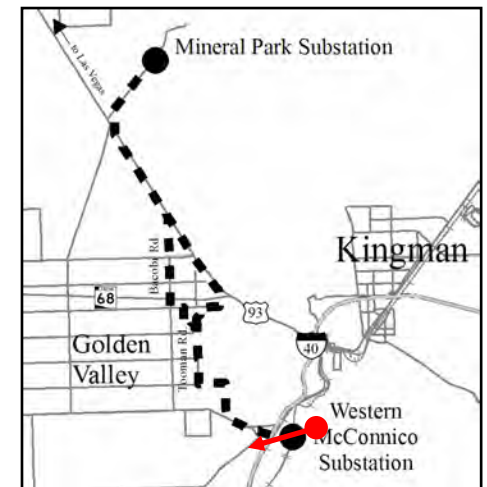 Mineral Park Substation
to Las Vegas
Kingman
Bacobi Rd.
68
93
Tooman Rd.
40
Golden
Valley
Western
McConnico
Substation